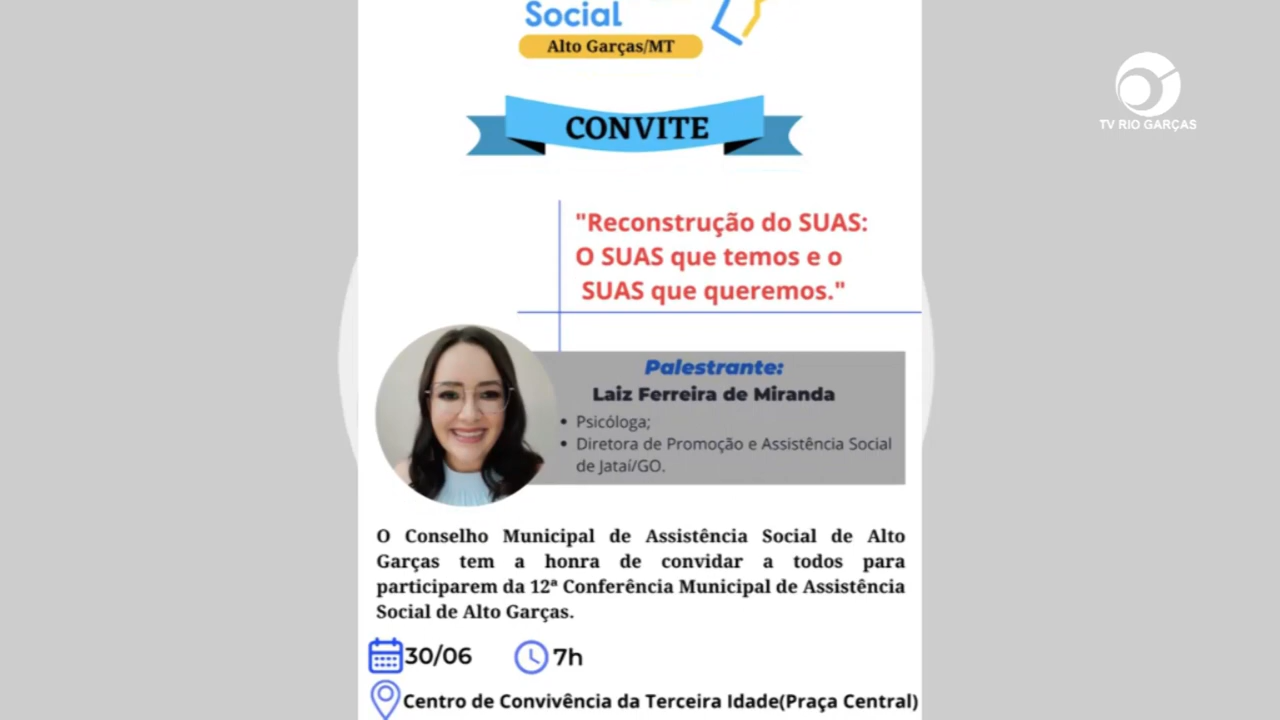 Social
Alto Garças/MT
TV RIO GARÇAS
CONVITE
"Reconstrução do SUAS:
O SUAS que temos e o
SUAS que queremos."
Palestrante:
Laiz Ferreira de Miranda
• Psicóloga;
• Diretora de Promoção e Assistência Social
de Jataí/GO.
O Conselho Municipal de Assistência Social de Alto
Garças tem a honra de convidar a todos para
participarem da 12ª Conferência Municipal de Assistência
Social de Alto Garças.
30/06 7h
Centro de Convivência da Terceira Idade(Praça Central)